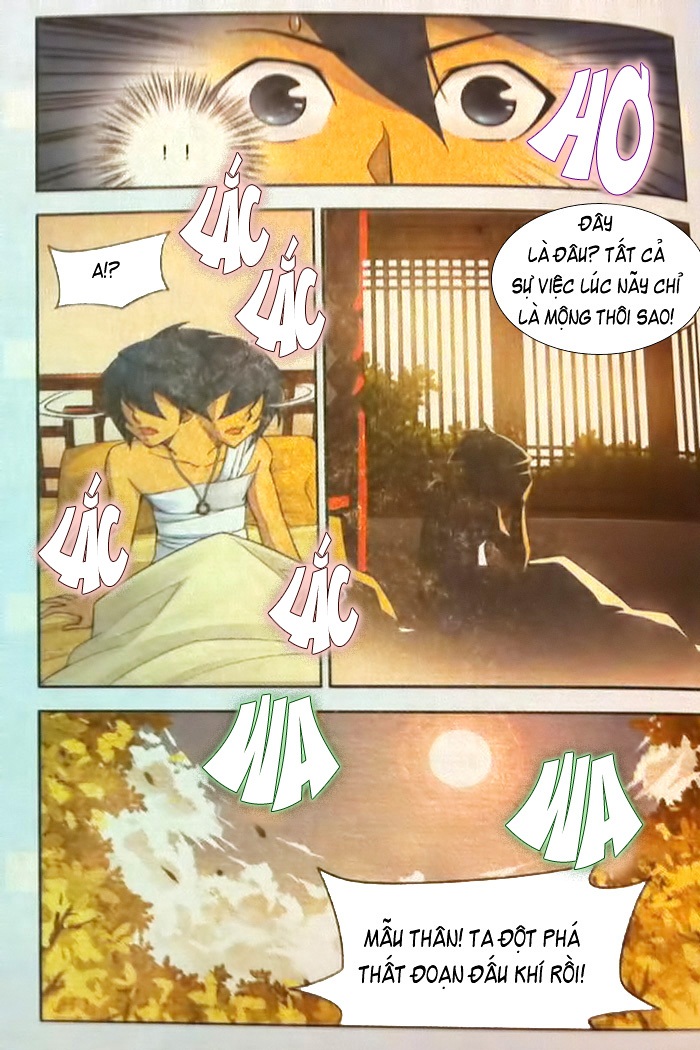 ! !
HƠ
A!?
LẮC
LẮC
LẮC
LẮC
ĐÂY
LÀ ĐÂU? TẤT CẢ
SỰ VIỆC LÚC NÃY CHỈ
LÀ MỘNG THÔI SAO!
WA
WA
MẪU THÂN! TA ĐỘT PHÁ
THẤT ĐOẠN ĐẤU KHÍ RỒI!